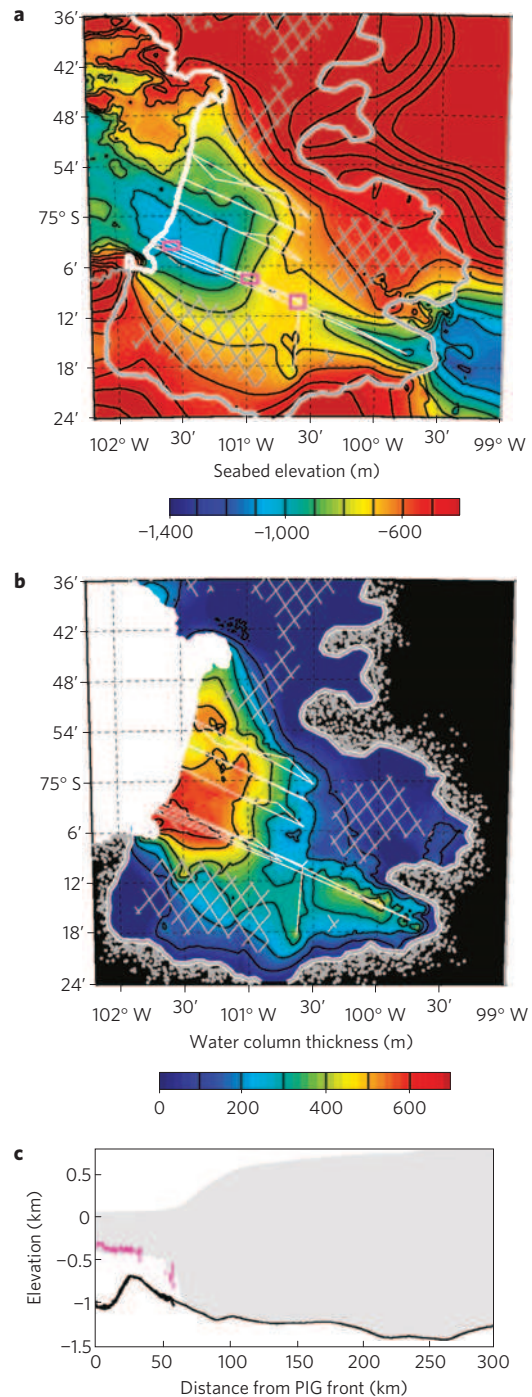 a
36′
42′
48′
54′
75° S
6′
12′
18′
24′
102° W 30′ 101° W 30′ 100° W 30′ 99° W
Seabed elevation (m)
−1,400 −1,000 −600
b
36′
42′
48′
54′
75° S
6′
12′
18′
24′
102° W 30′ 101° W 30′ 100° W 30′ 99° W
Water column thickness (m)
0 200 400 600
c
Elevation (km)
0.5
0
−0.5
−1
−1.5
0 50 100 150 200 250 300
Distance from PIG front (km)